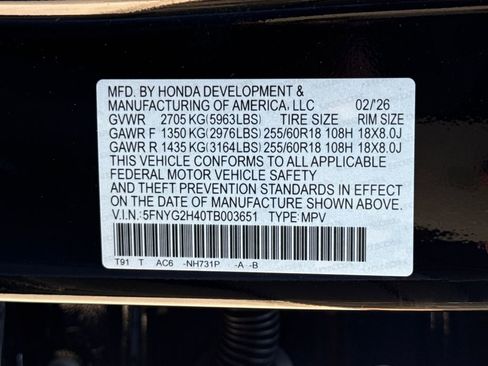 MFD. BY HONDA DEVELOPMENT &
MANUFACTURING OF AMERICA, LLC 02/'26
GVWR 2705 KG(5963LBS) TIRE SIZE RIM SIZE
GAWR F 1350 KG(2976LBS) 255/60R18 108H 18X8.0J
GAWR R 1435 KG(3164LBS) 255/60R18 108H 18X8.0J
THIS VEHICLE CONFORMS TO ALL APPLICABLE
FEDERAL MOTOR VEHICLE SAFETY
AND THEFT PREVENTION STANDARDS IN EFFECT
ON THE DATE OF MANUFACTURE SHOWN ABOVE.
V.I.N.:5FNYG2H40TB003651 TYPE:MPV
T91 T AC6 -NH731P -A -B